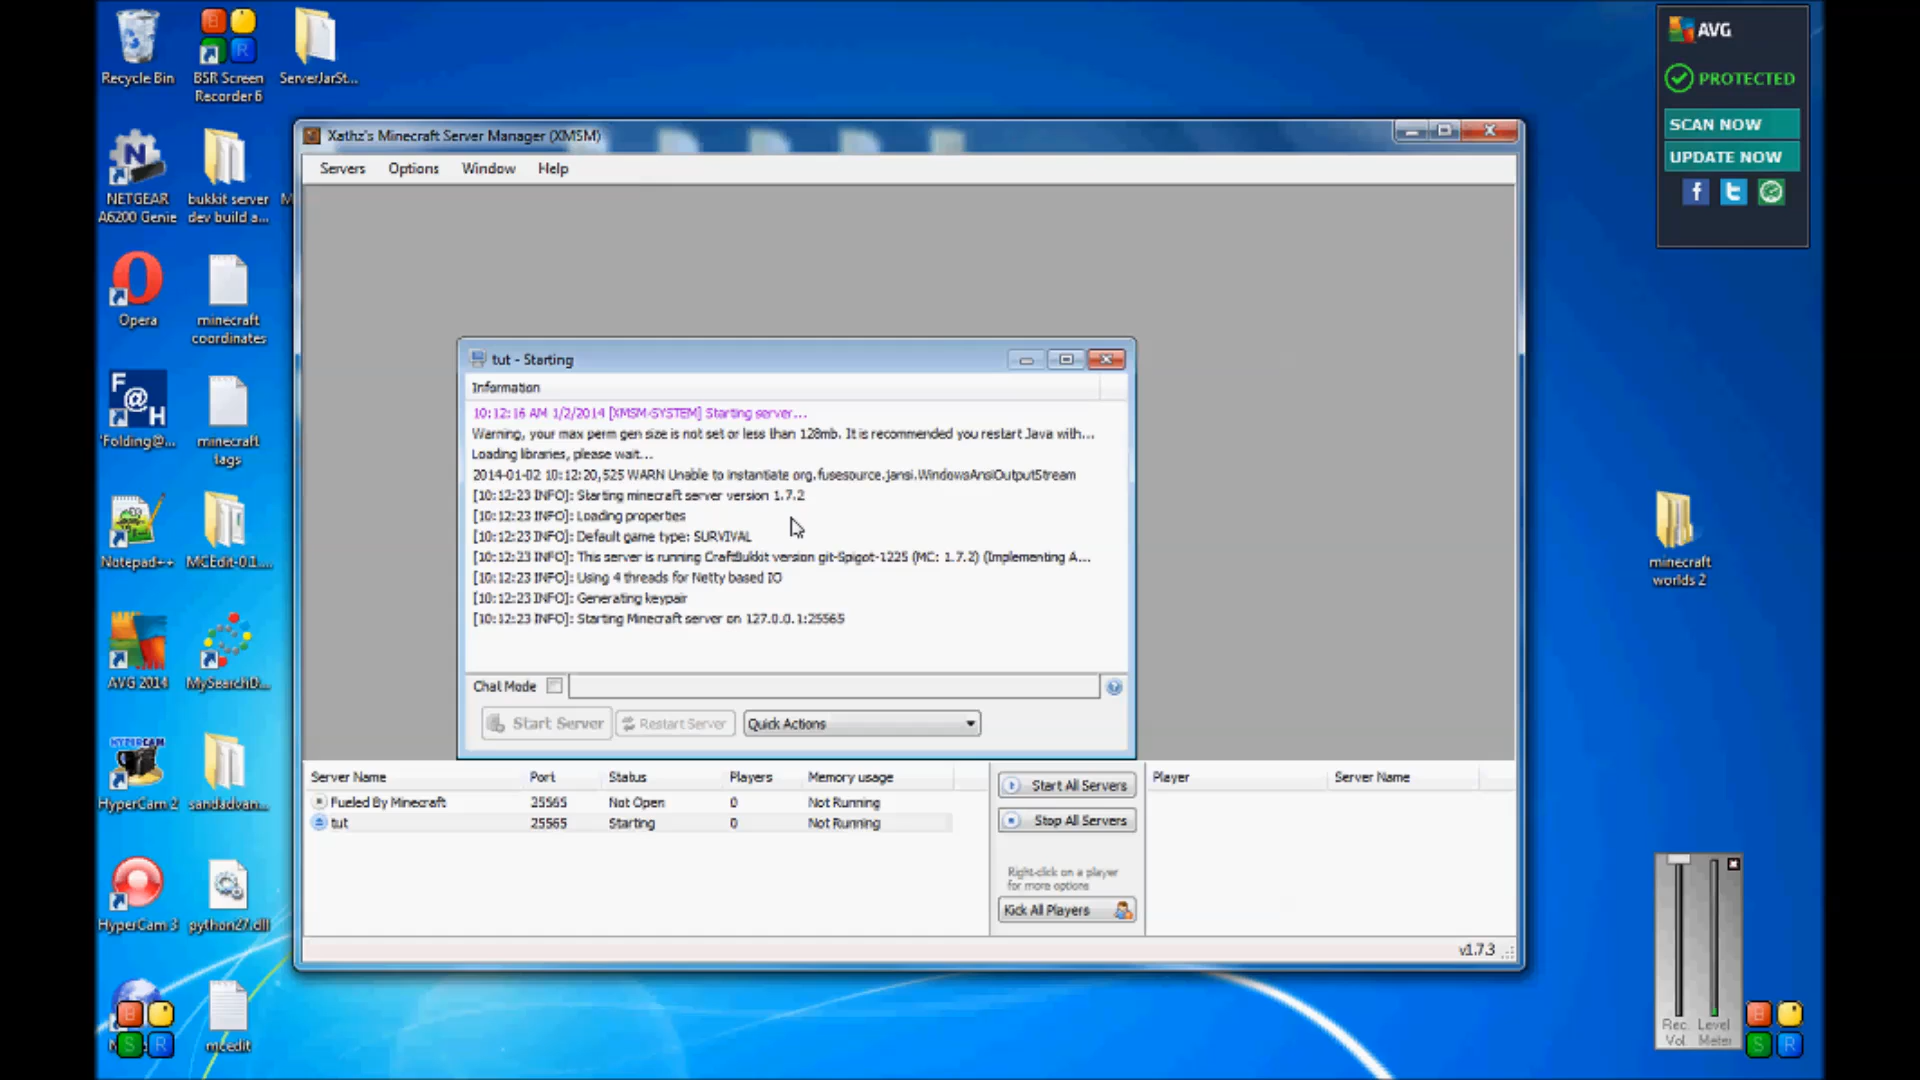 Recycle Bin
BSR Screen
Recorder 6
ServerJarSt...
NETGEAR
A6200 Genie
bukkit server
dev build a...
Opera
minecraft
coordinates
'Folding@...
minecraft
tags
Notepad++
MCEdit-0.1....
AVG 2014
MySearchD...
HyperCam 2
sandadvan...
HyperCam 3
python27.dll
mcedit
B
S
R
Xathz's Minecraft Server Manager (XMSM)
Servers
Options
Window
Help
tut - Starting
Information
10:12:16 AM 1/2/2014 [XMSM-SYSTEM] Starting server...
Warning, your max perm gen size is not set or less than 128mb. It is recommended you restart Java with...
Loading libraries, please wait...
2014-01-02 10:12:20,525 WARN Unable to instantiate org.fusesource.jansi.WindowsAnsiOutputStream
[10:12:23 INFO]: Starting minecraft server version 1.7.2
[10:12:23 INFO]: Loading properties
[10:12:23 INFO]: Default game type: SURVIVAL
[10:12:23 INFO]: This server is running CraftBukkit version git-Spigot-1225 (MC: 1.7.2) (Implementing A...
[10:12:23 INFO]: Using 4 threads for Netty based IO
[10:12:23 INFO]: Generating keypair
[10:12:23 INFO]: Starting Minecraft server on 127.0.0.1:25565
Chat Mode
Start Server
Restart Server
Quick Actions
Server Name Port Status Players Memory usage
Fueled By Minecraft 25565 Not Open 0 Not Running
tut 25565 Starting 0 Not Running
Start All Servers
Stop All Servers
Right-click on a player
for more options
Kick All Players
Player Server Name
v1.7.3
AVG
PROTECTED
SCAN NOW
UPDATE NOW
minecraft
worlds 2
Rec. Level
Vol. Meter
B
S
R